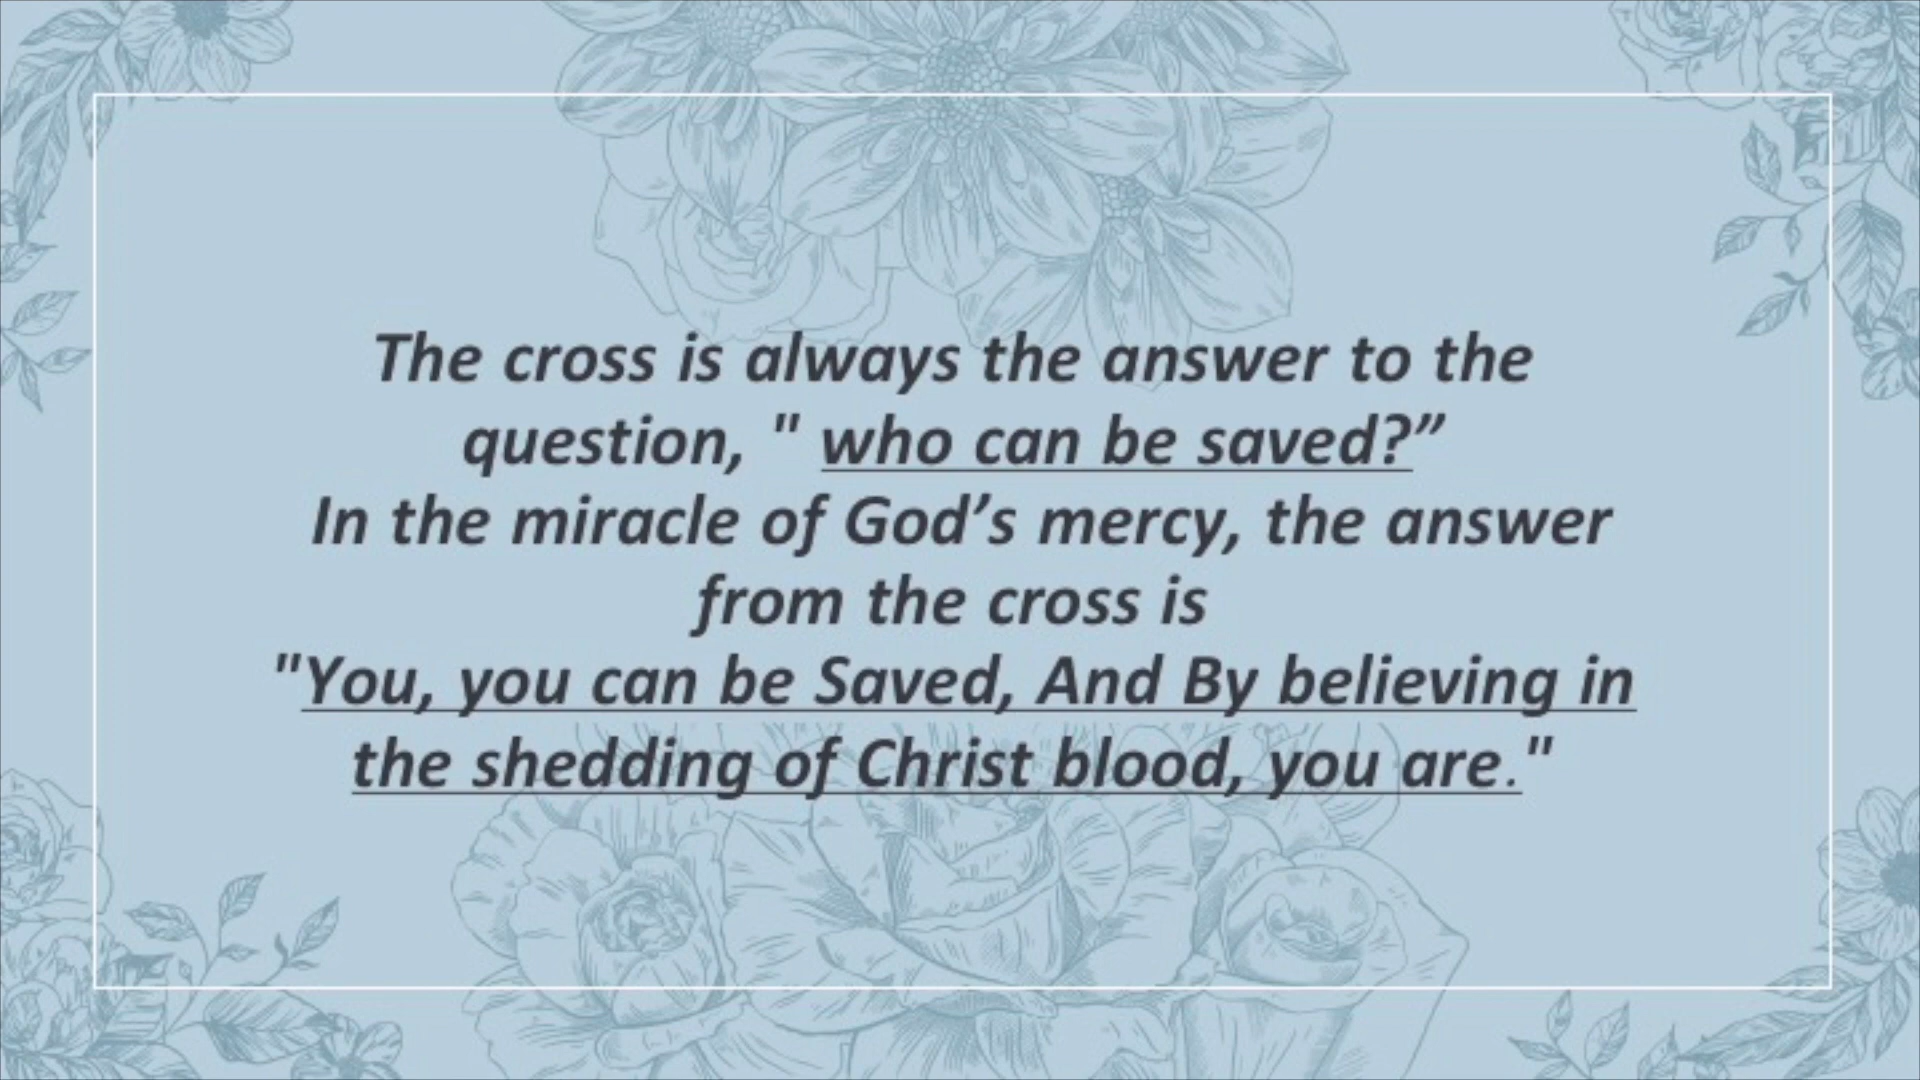 The cross is always the answer to the
question, " who can be saved?”
In the miracle of God’s mercy, the answer
from the cross is
"You, you can be Saved, And By believing in
the shedding of Christ blood, you are."